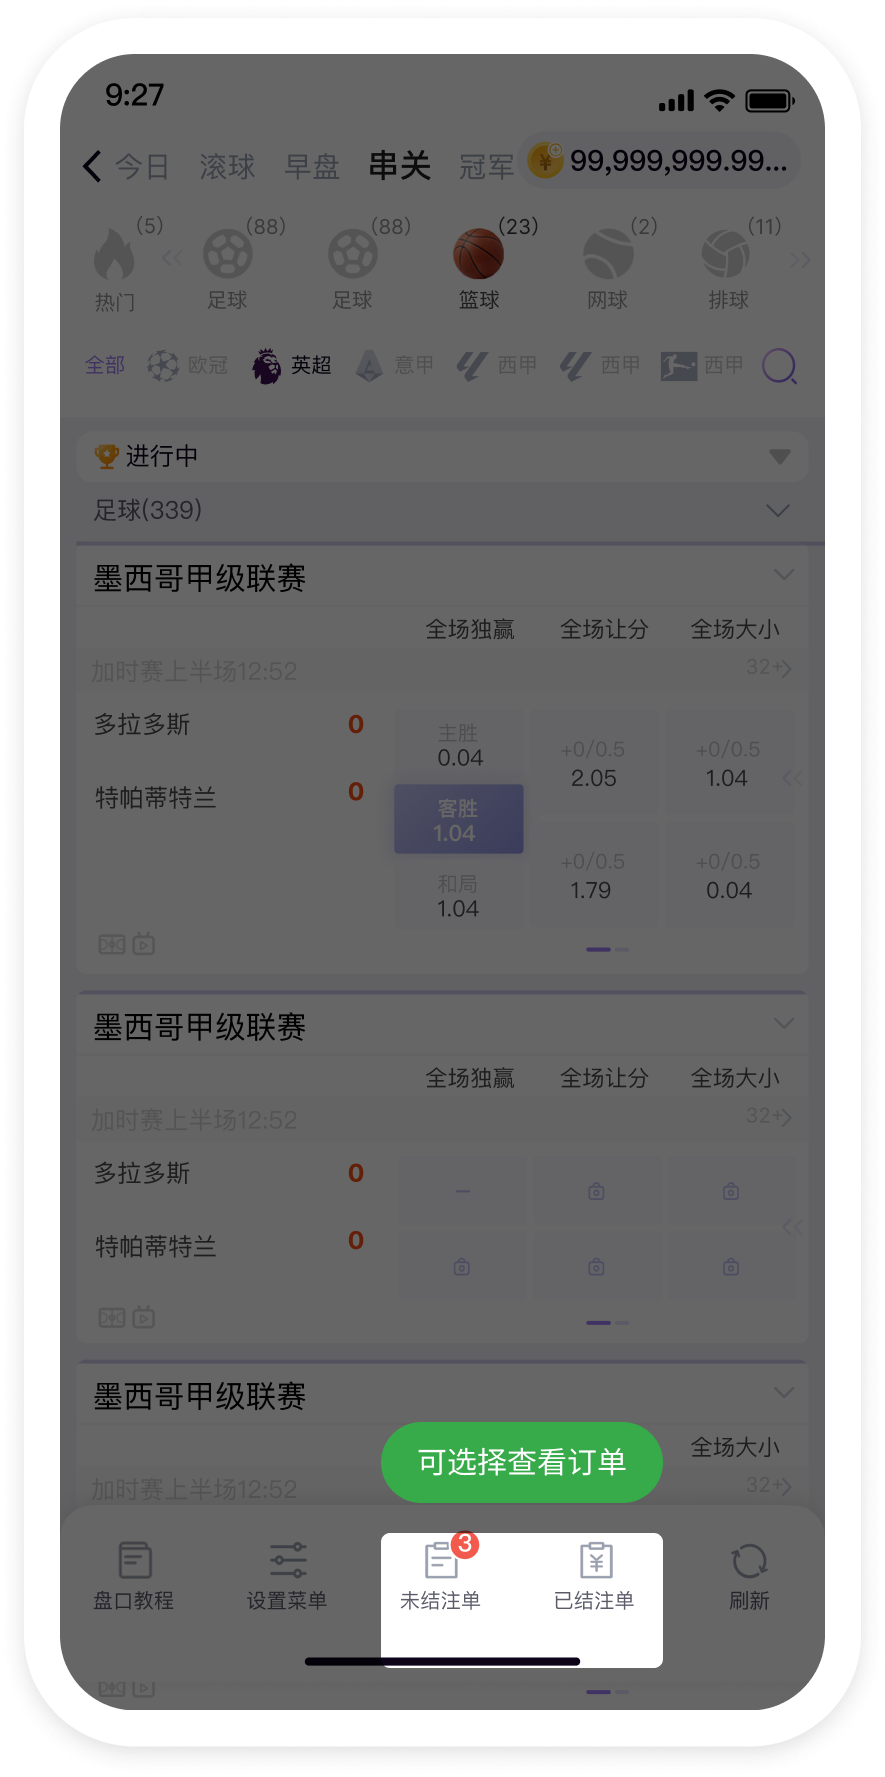 9:27
今日 滚球 早盘 串关 冠军 99,999,999.99...
(5) (88) (88) (23) (2) (11)
热门 足球 足球 篮球 网球 排球
全部 欧冠 英超 意甲 西甲 西甲 西甲
进行中
足球(339)
墨西哥甲级联赛
全场独赢 全场让分 全场大小
加时赛上半场12:52 32+
多拉多斯 0
特帕蒂特兰 0
主胜
0.04
客胜
1.04
和局
1.04
+0/0.5
2.05
+0/0.5
1.79
+0/0.5
1.04
+0/0.5
0.04
墨西哥甲级联赛
全场独赢 全场让分 全场大小
加时赛上半场12:52 32+
多拉多斯 0
特帕蒂特兰 0
墨西哥甲级联赛
全场大小
可选择查看订单
加时赛上半场12:52 32+
3
盘口教程 设置菜单 未结注单 已结注单 刷新